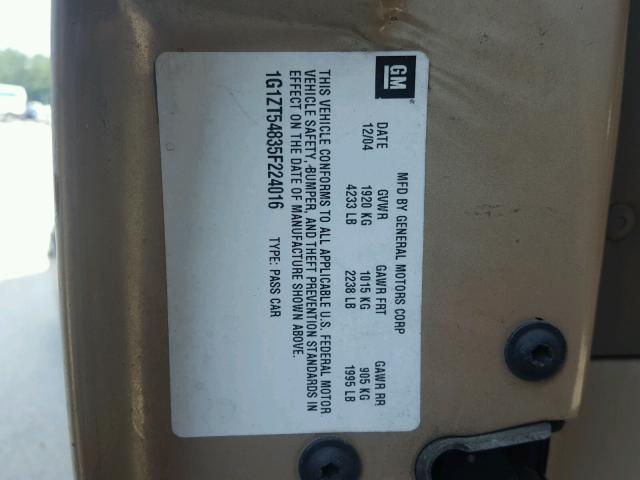 GM
MFD BY GENERAL MOTORS CORP
DATE GVWR GAWR FRT GAWR RR
12/04 1920 KG 1015 KG 905 KG
4233 LB 2238 LB 1995 LB
THIS VEHICLE CONFORMS TO ALL APPLICABLE U.S. FEDERAL MOTOR
VEHICLE SAFETY, BUMPER, AND THEFT PREVENTION STANDARDS IN
EFFECT ON THE DATE OF MANUFACTURE SHOWN ABOVE.
1G1ZT54835F224016 TYPE: PASS CAR